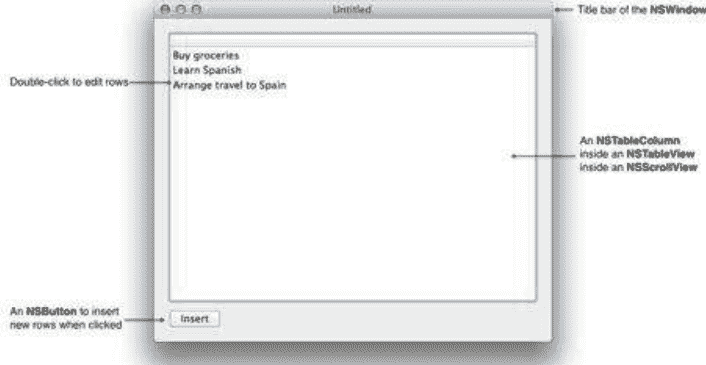 Untitled
Title bar of the NSWindow
Buy groceries
Learn Spanish
Double-click to edit rows
Arrange travel to Spain
An NSTableColumn
inside an NSTableView
inside an NSScrollView
An NSButton to insert
new rows when clicked
Insert